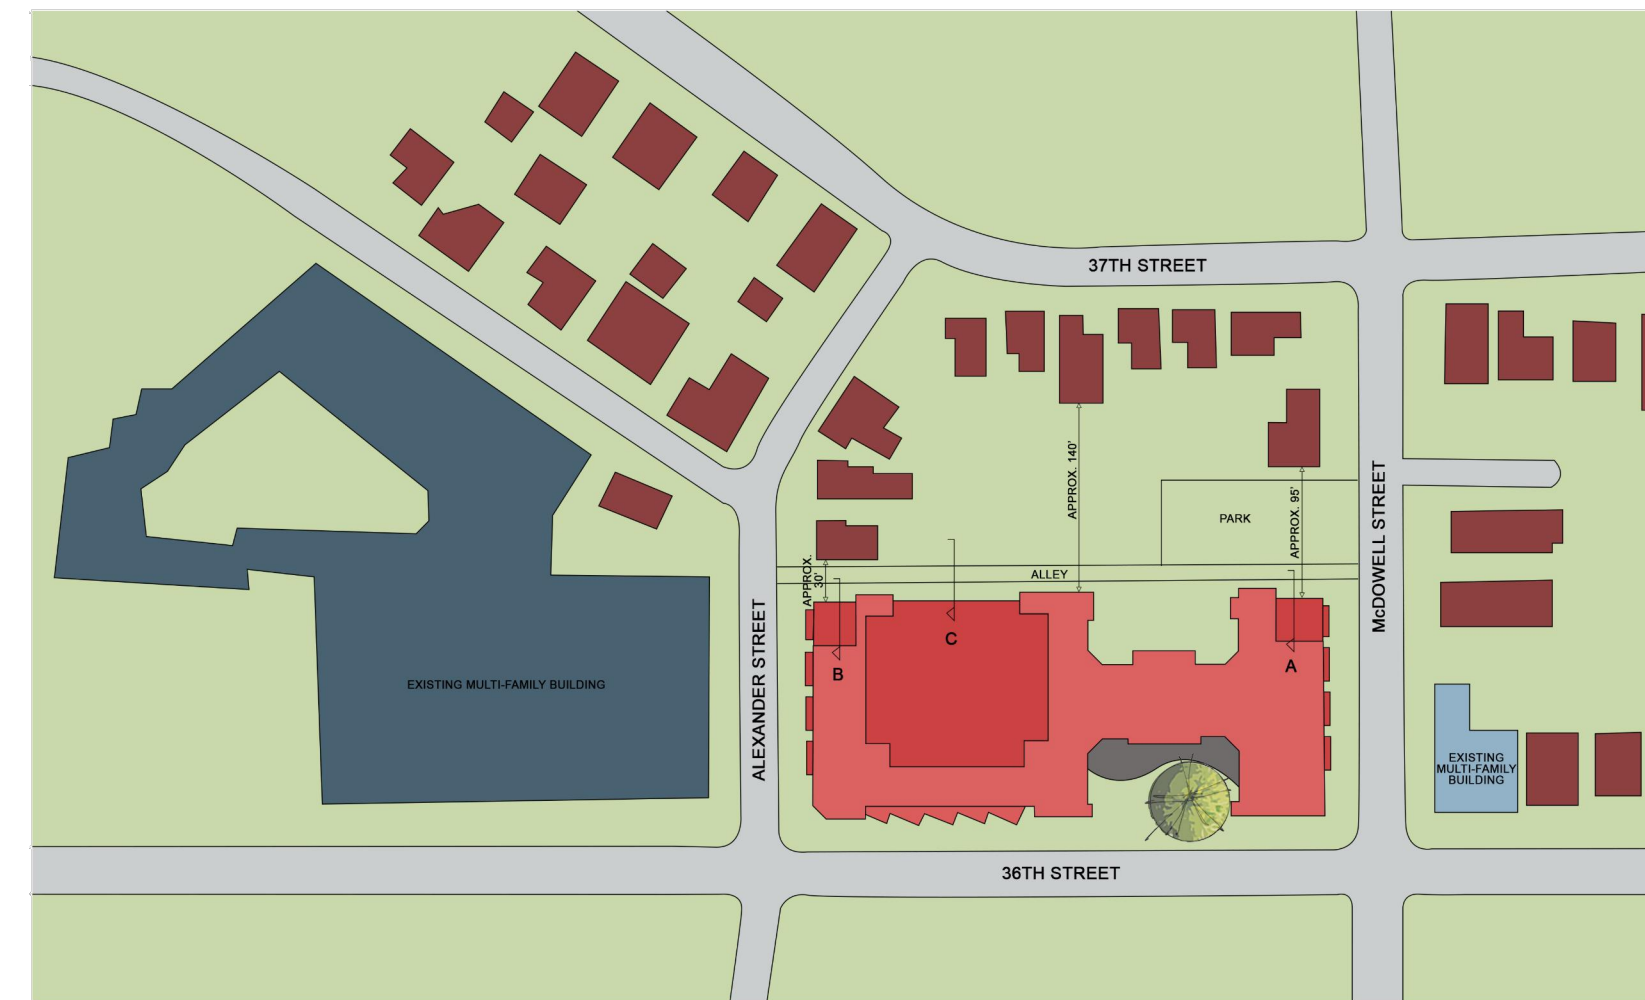 37TH STREET
APPROX. 140'
McDOWELL STREET
APPROX. 95'
PARK
APPROX.
30'
ALLEY
ALEXANDER STREET
C
B
A
EXISTING MULTI-FAMILY BUILDING
EXISTING
MULTI-FAMILY
BUILDING
36TH STREET